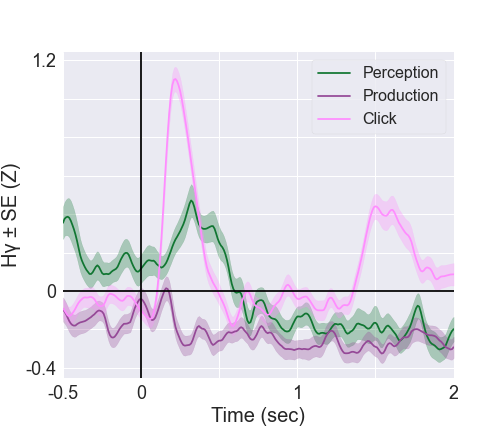 Hγ ± SE (Z)
1.2
0
-0.4
Perception
Production
Click
-0.5 0 1 2
Time (sec)